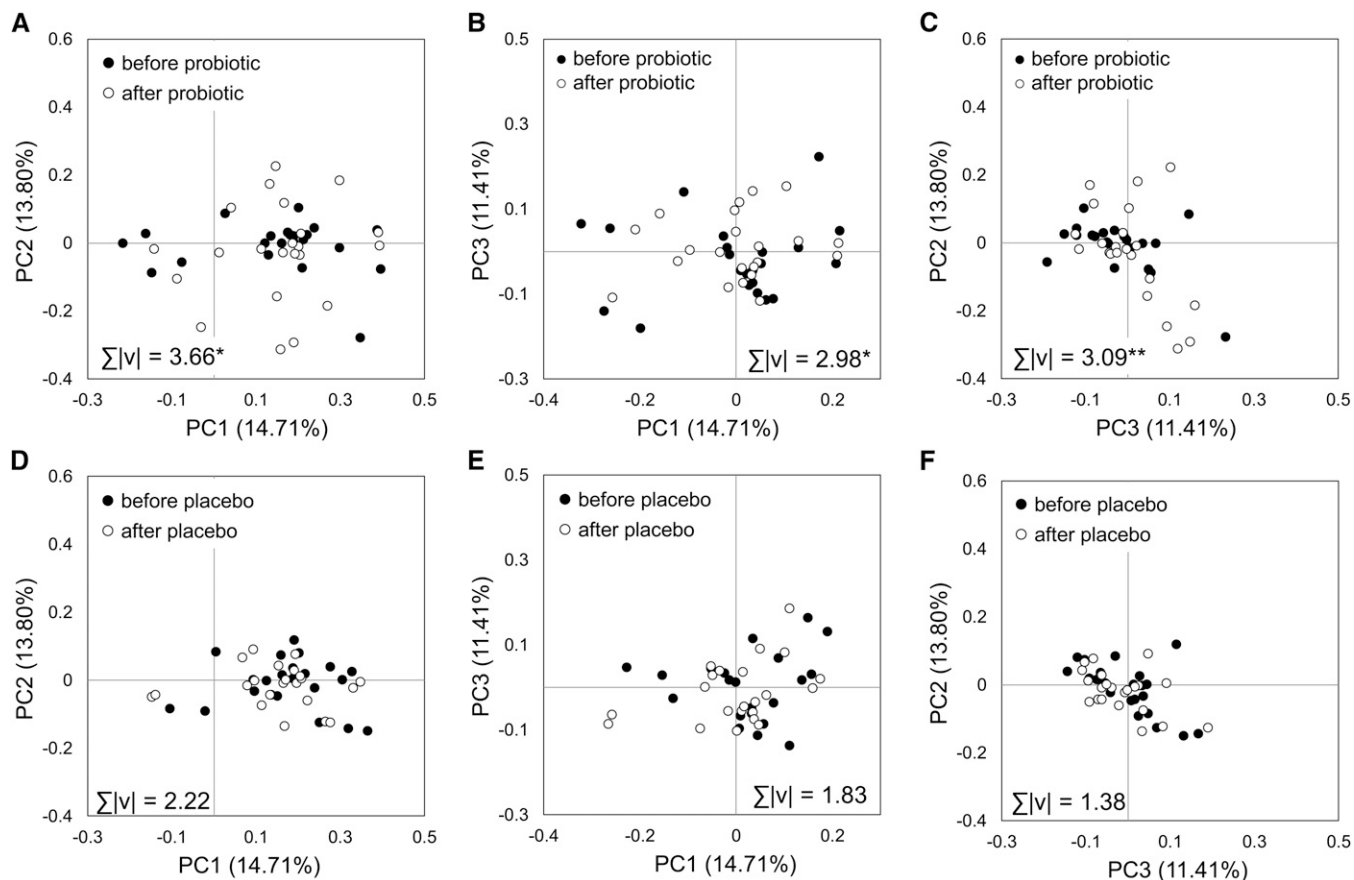 A
0.6
● before probiotic
○ after probiotic
0.4
0.2
0
-0.2
-0.4
PC2 (13.80%)
∑|v| = 3.66*
-0.3 -0.1 0.1 0.3 0.5
PC1 (14.71%)
B
0.5
● before probiotic
○ after probiotic
0.3
0.1
-0.1
-0.3
PC3 (11.41%)
∑|v| = 2.98*
-0.4 -0.2 0 0.2
PC1 (14.71%)
C
0.6
● before probiotic
○ after probiotic
0.4
0.2
0
-0.2
-0.4
PC2 (13.80%)
∑|v| = 3.09**
-0.3 -0.1 0.1 0.3 0.5
PC3 (11.41%)
D
0.6
● before placebo
○ after placebo
0.4
0.2
0
-0.2
-0.4
PC2 (13.80%)
∑|v| = 2.22
-0.3 -0.1 0.1 0.3 0.5
PC1 (14.71%)
E
0.5
● before placebo
○ after placebo
0.3
0.1
-0.1
-0.3
PC3 (11.41%)
∑|v| = 1.83
-0.4 -0.2 0 0.2
PC1 (14.71%)
F
0.6
● before placebo
○ after placebo
0.4
0.2
0
-0.2
-0.4
PC2 (13.80%)
∑|v| = 1.38
-0.3 -0.1 0.1 0.3 0.5
PC3 (11.41%)